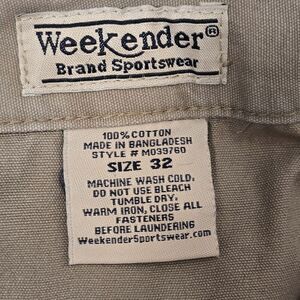 Weekender®
Brand Sportswear
100% COTTON
MADE IN BANGLADESH
STYLE # M039760
SIZE 32
MACHINE WASH COLD,
DO NOT USE BLEACH
TUMBLE DRY,
WARM IRON, CLOSE ALL
FASTENERS
BEFORE LAUNDERING
WeekenderSportswear.com